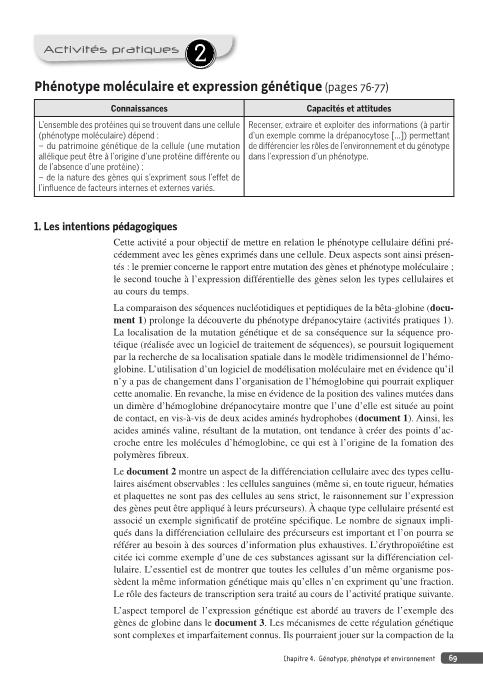 Activités pratiques 2
Phénotype moléculaire et expression génétique (pages 76-77)
Connaissances
L'ensemble des protéines qui se trouvent dans une cellule
(phénotype moléculaire) dépend :
– du patrimoine génétique de la cellule (une mutation
allélique peut être à l'origine d'une protéine différente ou
de l'absence d'une protéine) ;
– de la nature des gènes qui s'expriment sous l'effet de
l'influence de facteurs internes et externes variés.
Capacités et attitudes
Recenser, extraire et exploiter des informations (à partir
d'un exemple comme la drépanocytose [...]) permettant
de différencier les rôles de l'environnement et du génotype
dans l'expression d'un phénotype.
1. Les intentions pédagogiques
Cette activité a pour objectif de mettre en relation le phénotype cellulaire défini pré-
cédemment avec les gènes exprimés dans une cellule. Deux aspects sont ainsi présen-
tés : le premier concerne le rapport entre mutation des gènes et phénotype moléculaire ;
le second touche à l'expression différentielle des gènes selon les types cellulaires et
au cours du temps.
La comparaison des séquences nucléotidiques et peptidiques de la bêta-globine (docu-
ment 1) prolonge la découverte du phénotype drépanocytaire (activités pratiques 1).
La localisation de la mutation génétique et de sa conséquence sur la séquence pro-
téique (réalisée avec un logiciel de traitement de séquences), se poursuit logiquement
par la recherche de sa localisation spatiale dans le modèle tridimensionnel de l'hémo-
globine. L'utilisation d'un logiciel de modélisation moléculaire met en évidence qu'il
n'y a pas de changement dans l'organisation de l'hémoglobine qui pourrait expliquer
cette anomalie. En revanche, la mise en évidence de la position des valines mutées dans
un dimère d'hémoglobine drépanocytaire montre que l'une d'elle est située au point
de contact, en vis-à-vis de deux acides aminés hydrophobes (document 1). Ainsi, les
acides aminés valine, résultant de la mutation, ont tendance à créer des points d'ac-
croche entre les molécules d'hémoglobine, ce qui est à l'origine de la fomation des
polymères fibreux.
Le document 2 montre un aspect de la différenciation cellulaire avec des types cellu-
laires aisément observables : les cellules sanguines (même si, en toute rigueur, hématies
et plaquettes ne sont pas des cellules au sens strict, le raisonnement sur l'expression
des gènes peut être appliqué à leurs précurseurs). À chaque type cellulaire présenté est
associé un exemple significatif de protéine spécifique. Le nombre de signaux impli-
qués dans la différenciation cellulaire des précurseurs est important et l'on pourra se
référer au besoin à des sources d'information plus exhaustives. L'érythropoïétine est
citée ici comme exemple d'une de ces substances agissant sur la différenciation cel-
lulaire. L'essentiel est de montrer que toutes les cellules d'un même organisme pos-
sèdent la même information génétique mais qu'elles n'en expriment qu'une fraction.
Le rôle des facteurs de transcription sera traité au cours de l'activité pratique suivante.
L'aspect temporel de l'expression génétique est abordé au travers de l'exemple des
gènes de globine dans le document 3. Les mécanismes de cette régulation génétique
sont complexes et imparfaitement connus. Ils pourraient jouer sur la compaction de la
Chapitre 4. Génotype, phénotype et environnement 69